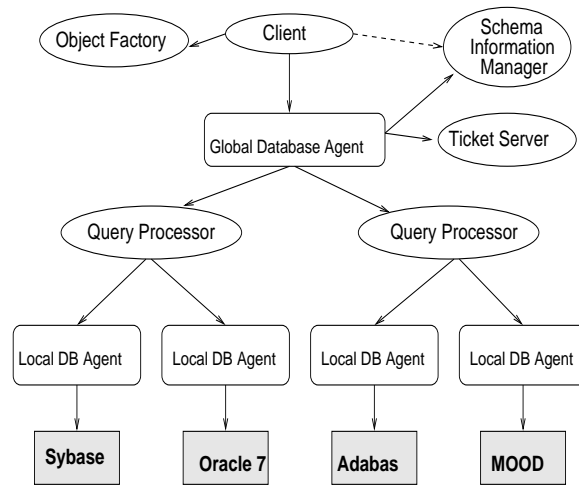 Object Factory
Client
Schema
Information
Manager
Global Database Agent
Ticket Server
Query Processor
Query Processor
Local DB Agent
Local DB Agent
Local DB Agent
Local DB Agent
Sybase
Oracle 7
Adabas
MOOD